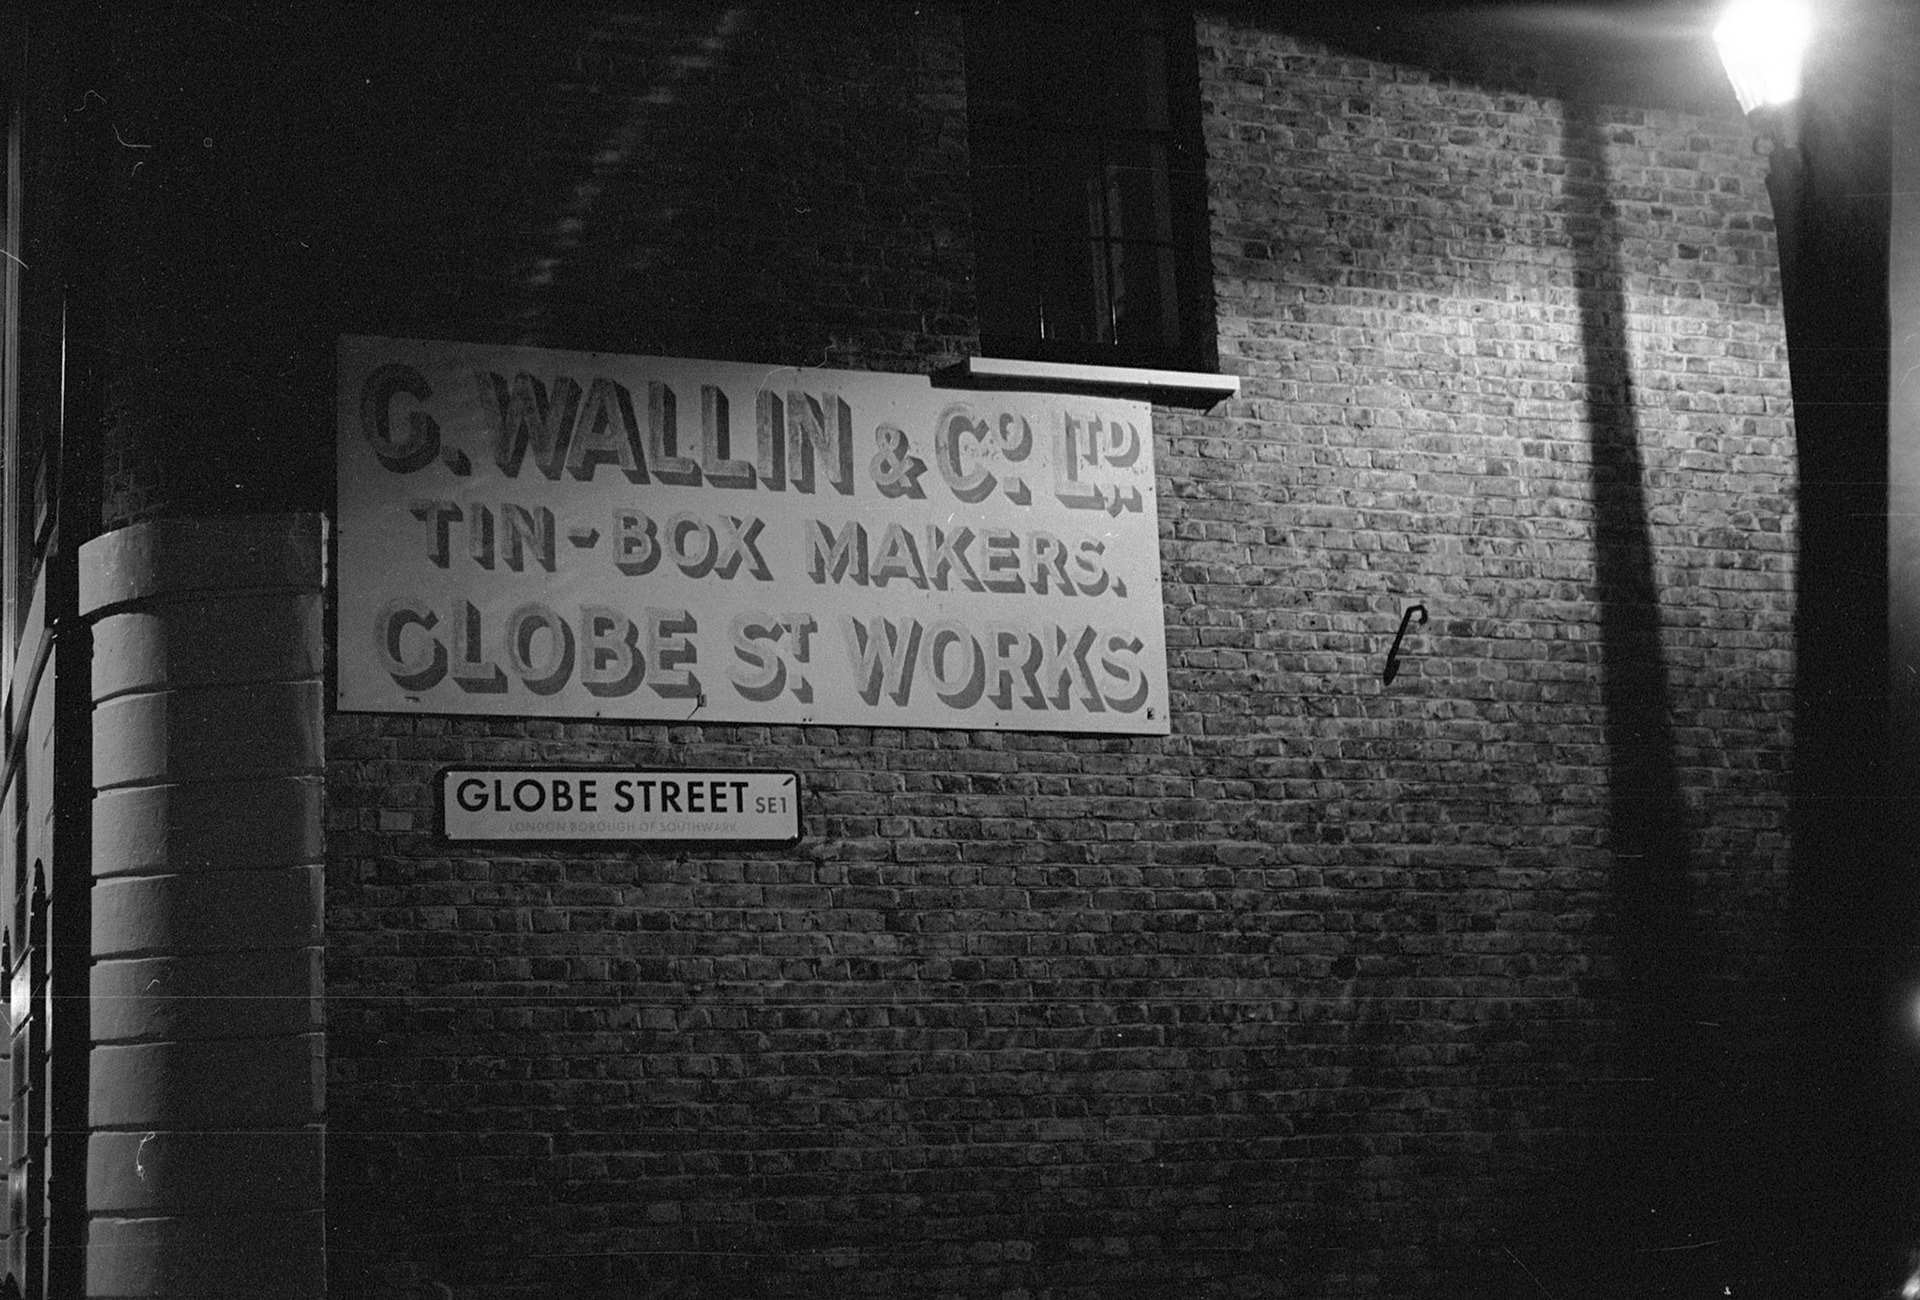 G. WALLIN & CO. LTD.
TIN-BOX MAKERS.
GLOBE ST. WORKS
GLOBE STREET SE1
LONDON BOROUGH OF SOUTHWARK